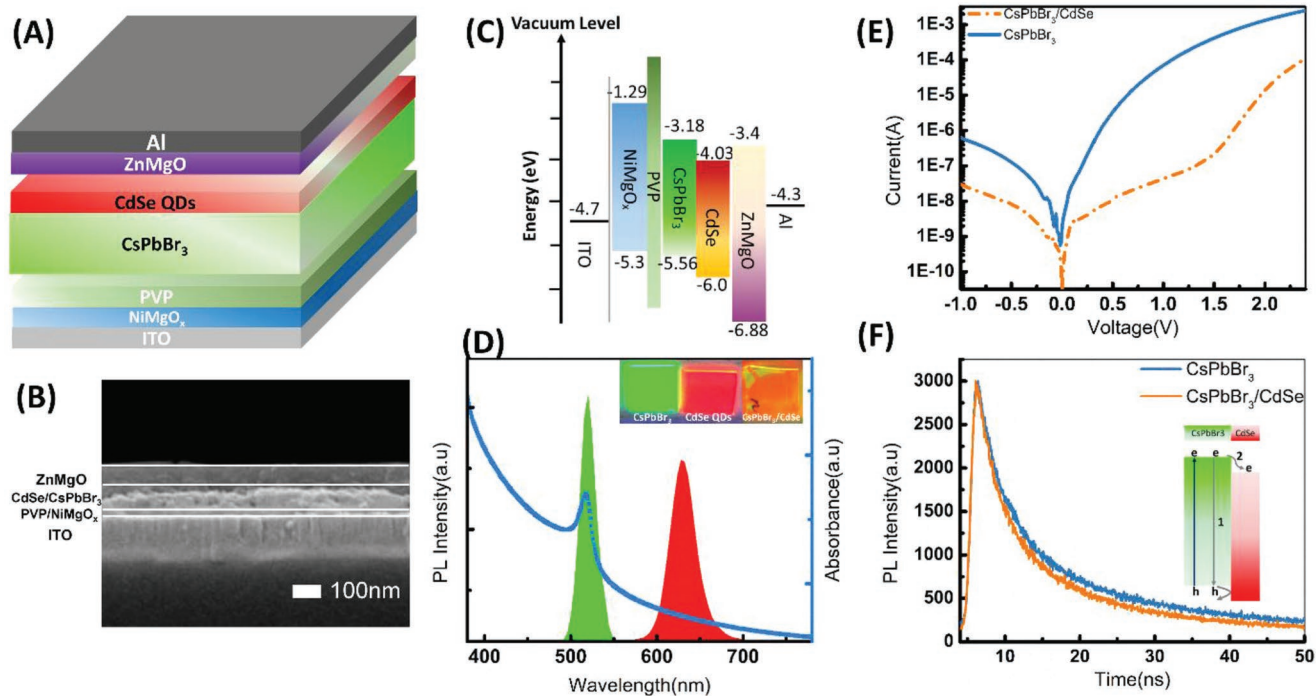 (A)
Al
ZnMgO
CdSe QDs
CsPbBr₃
PVP
NiMgOₓ
ITO
(B)
ZnMgO
CdSe/CsPbBr₃
PVP/NiMgOₓ
ITO
100nm
(C)
Vacuum Level
Energy (eV)
-4.7
ITO
-1.29
NiMgOₓ
-5.3
PVP
-3.18
CsPbBr₃
-5.56
-4.03
CdSe
-6.0
-3.4
ZnMgO
-6.88
-4.3
Al
(D)
PL Intensity(a.u)
Absorbance(a.u)
CsPbBr₃ CdSe QDs CsPbBr₃/CdSe
400 500 600 700
Wavelength(nm)
(E)
CsPbBr₃/CdSe
CsPbBr₃
Current(A)
1E-3
1E-4
1E-5
1E-6
1E-7
1E-8
1E-9
1E-10
-1.0 -0.5 0.0 0.5 1.0 1.5 2.0
Voltage(V)
(F)
CsPbBr₃
CsPbBr₃/CdSe
PL Intensity(a.u)
3000
2500
2000
1500
1000
500
0
CsPbBr3 CdSe
e e 2 e
1
h h
10 20 30 40 50
Time(ns)